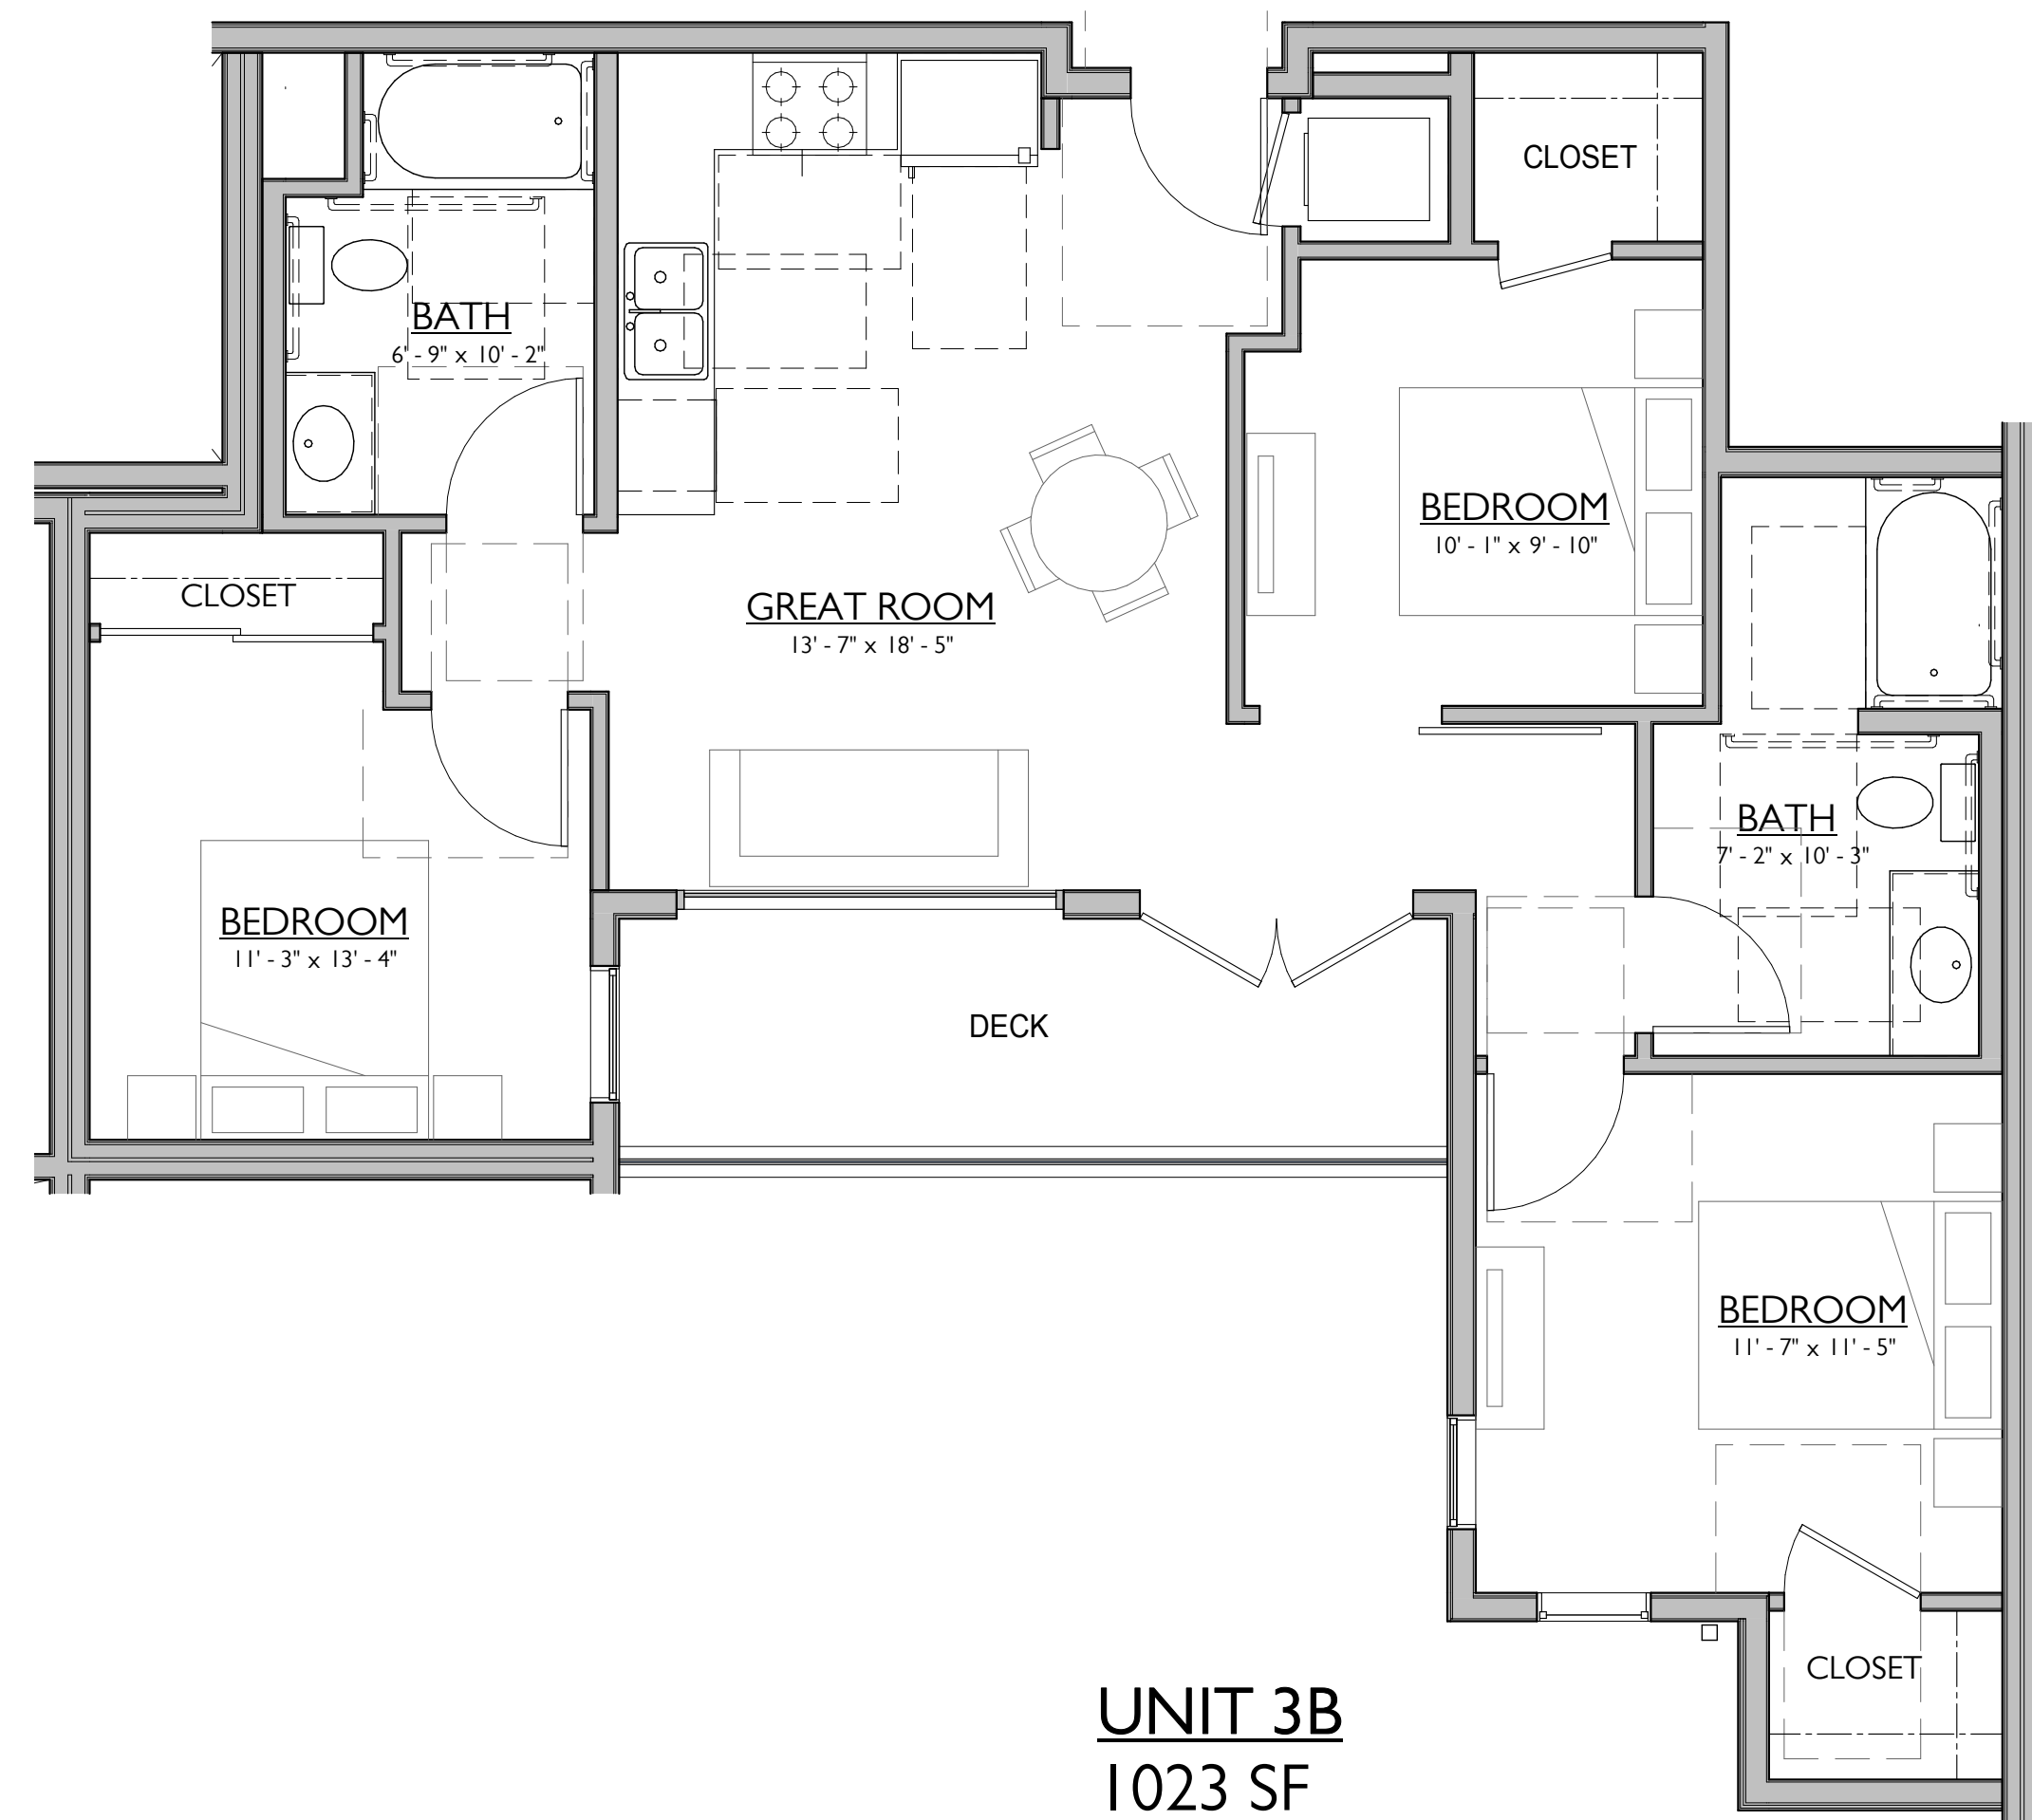 CLOSET
BATH
6' - 9" x 10' - 2"
BEDROOM
10' - 1" x 9' - 10"
CLOSET
GREAT ROOM
13' - 7" x 18' - 5"
BATH
7' - 2" x 10' - 3"
BEDROOM
11' - 3" x 13' - 4"
DECK
BEDROOM
11' - 7" x 11' - 5"
CLOSET
UNIT 3B
1023 SF